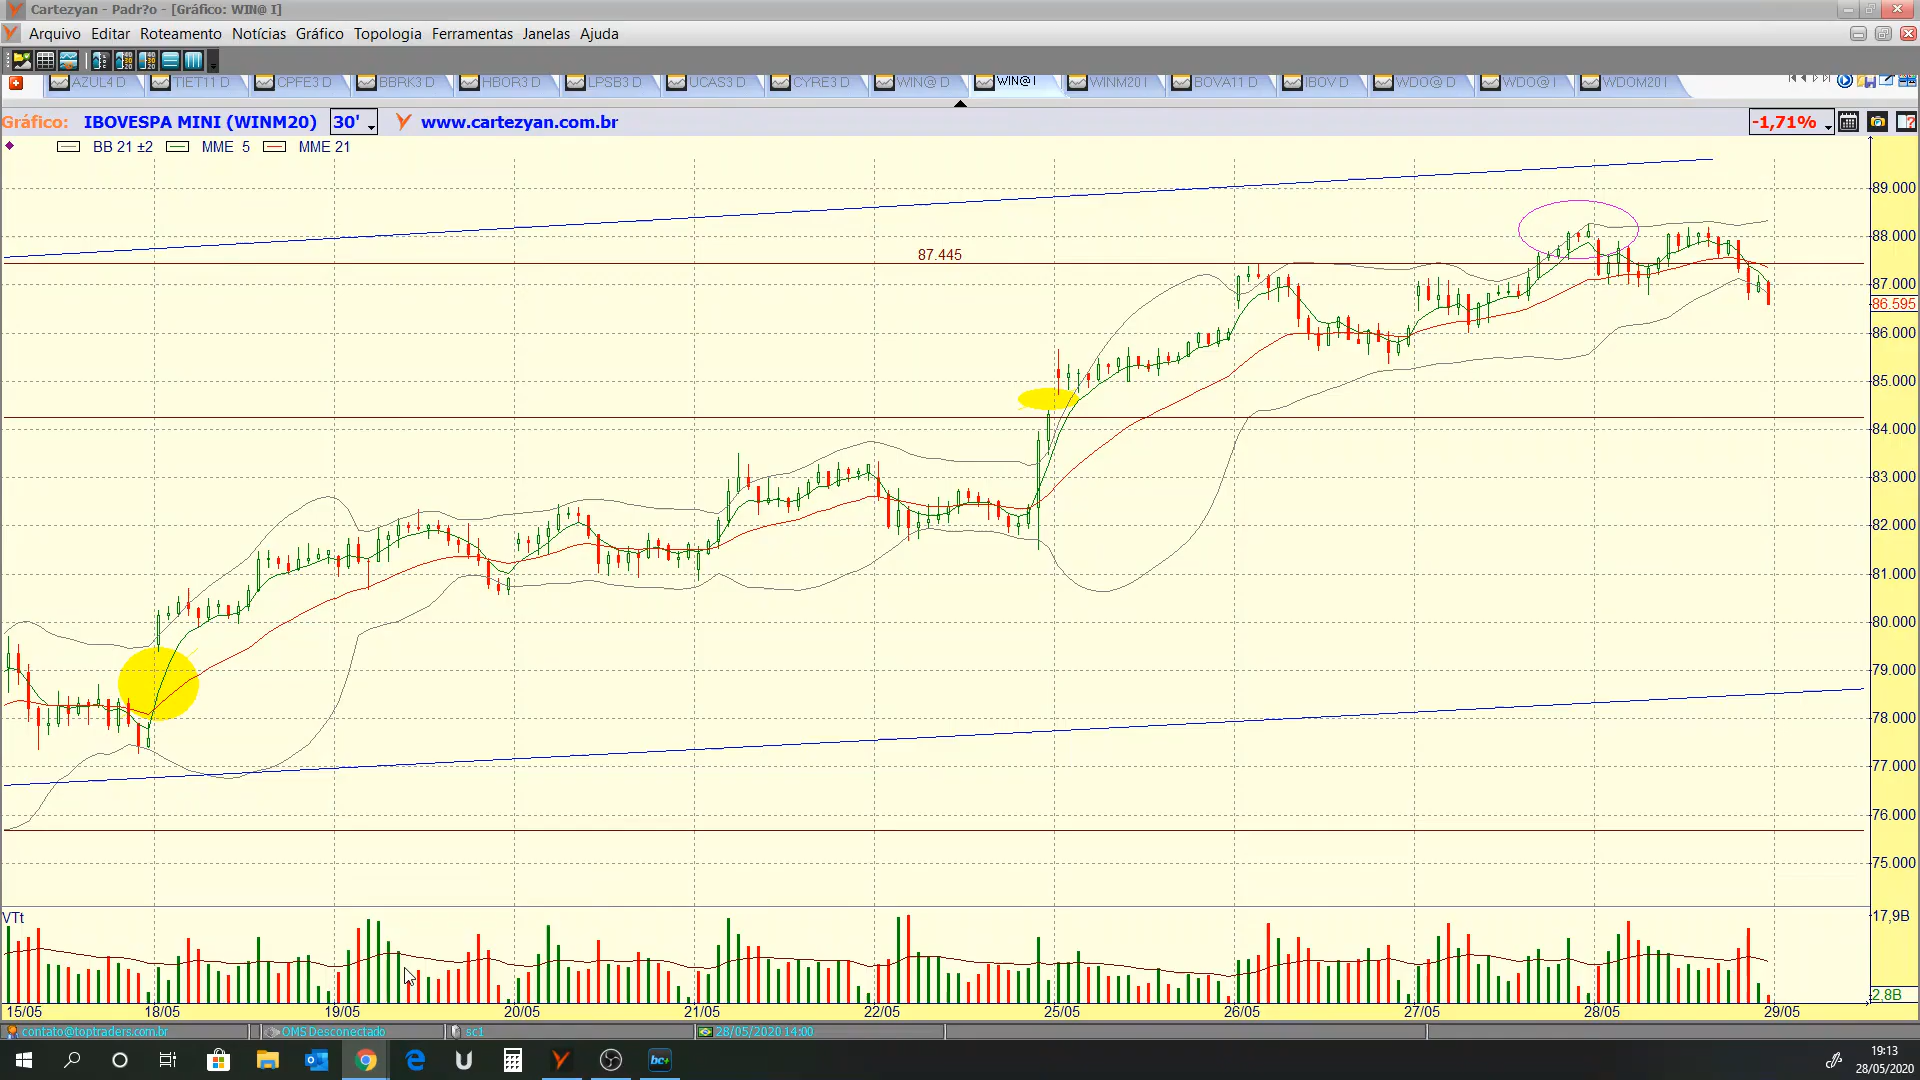 Cartezyan - Padr?o - [Gráfico: WIN@ I]
Arquivo Editar Roteamento Notícias Gráfico Topologia Ferramentas Janelas Ajuda
AZUL4 D TIET11 D CPFE3 D BBRK3 D HBOR3 D LPSB3 D UCAS3 D CYRE3 D WIN@ D WIN@ I WINM20 I BOVA11 D IBOV D WDO@ D WDO@ I WDOM20 I
Gráfico: IBOVESPA MINI (WINM20) 30' www.cartezyan.com.br -1,71%
BB 21 ±2 MME 5 MME 21
89.000
88.000
87.445
87.000
86.595
86.000
85.000
84.000
83.000
82.000
81.000
80.000
79.000
78.000
77.000
76.000
75.000
VTt
17,9B
2,8B
15/05 18/05 19/05 20/05 21/05 22/05 25/05 26/05 27/05 28/05 29/05
contato@toptraders.com.br OMS Desconectado sc1 28/05/2020 14:00
bc+
19:13
28/05/2020